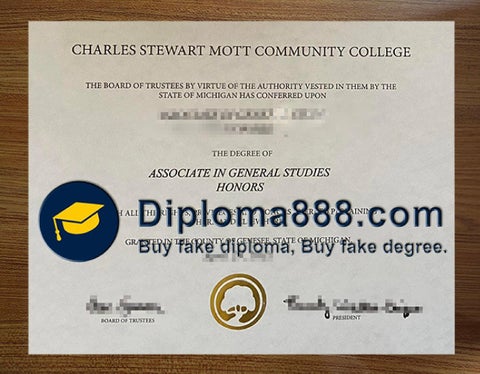 CHARLES STEWART MOTT COMMUNITY COLLEGE
THE BOARD OF TRUSTEES BY VIRTUE OF THE AUTHORITY VESTED IN THEM BY THE
STATE OF MICHIGAN HAS CONFERRED UPON
THE DEGREE OF
ASSOCIATE IN GENERAL STUDIES
HONORS
Diploma888.com
Buy fake diploma, Buy fake degree.
GRANTED IN THE COUNTY OF GENESEE, STATE OF MICHIGAN,
BOARD OF TRUSTEES
PRESIDENT